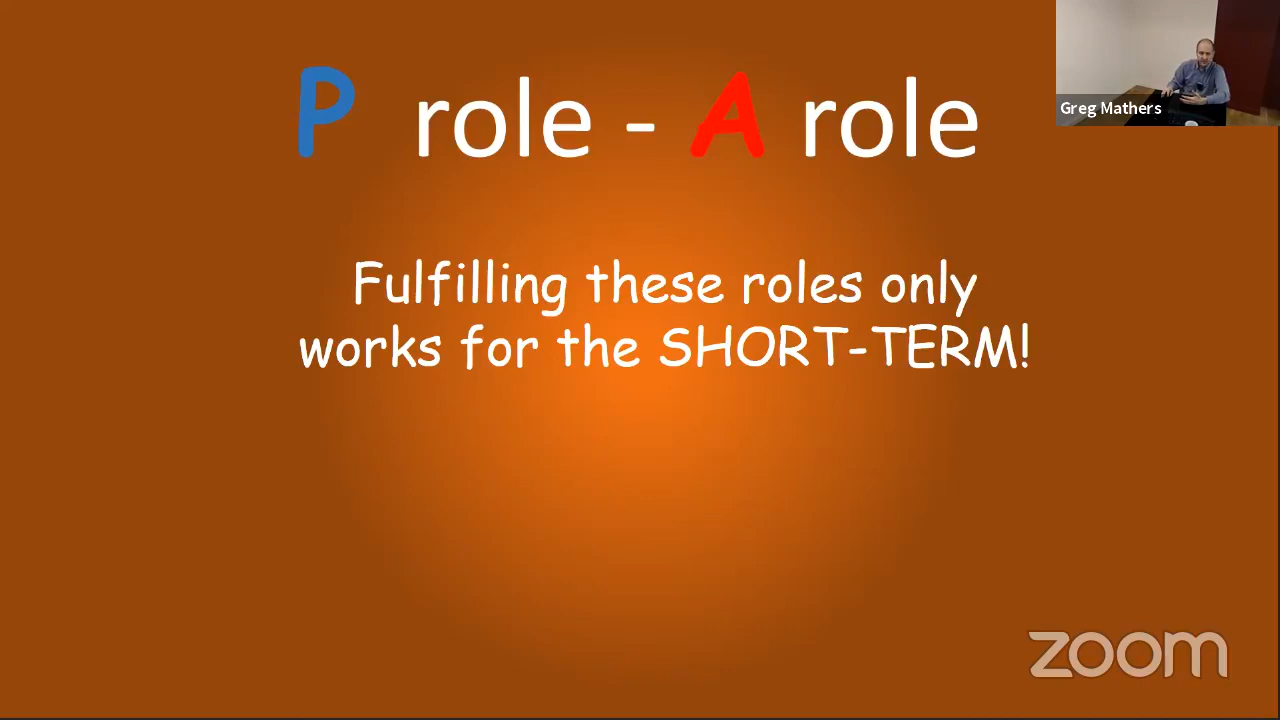 P role - A role
Greg Mathers
Fulfilling these roles only
works for the SHORT-TERM!
zoom